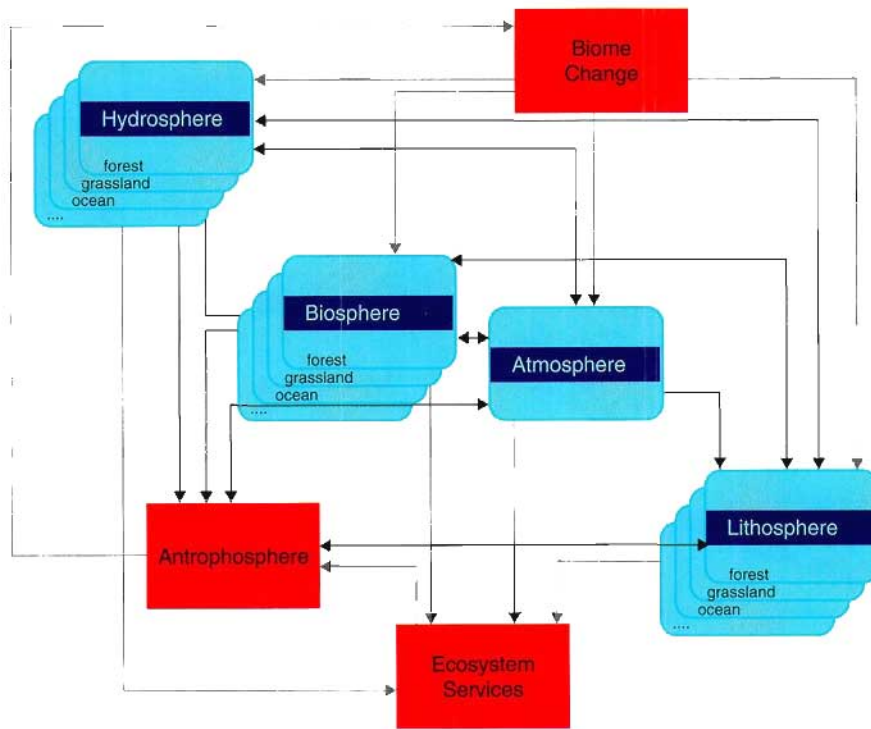 Biome
Change
Hydrosphere
forest
grassland
ocean
....
Biosphere
forest
grassland
ocean
....
Atmosphere
Lithosphere
forest
grassland
ocean
....
Antrophosphere
Ecosystem
Services